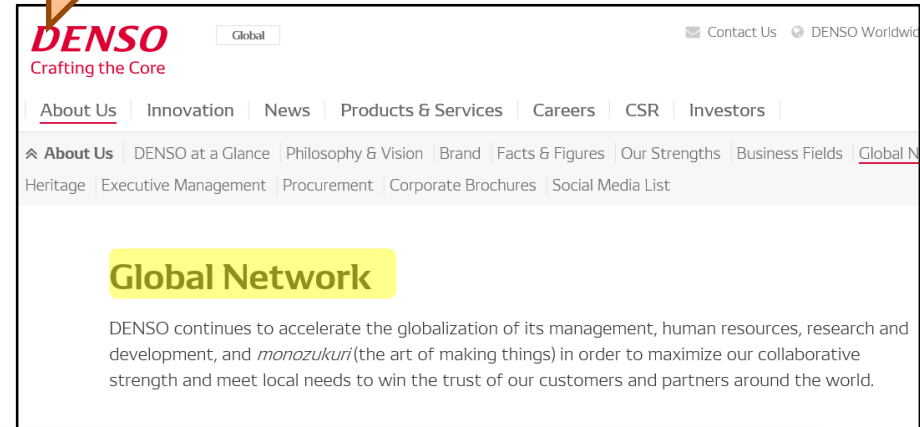 DENSO
Crafting the Core
Global
Contact Us
DENSO Worldwid
About Us
Innovation
News
Products & Services
Careers
CSR
Investors
About Us
DENSO at a Glance
Philosophy & Vision
Brand
Facts & Figures
Our Strengths
Business Fields
Global N
Heritage
Executive Management
Procurement
Corporate Brochures
Social Media List
Global Network
DENSO continues to accelerate the globalization of its management, human resources, research and
development, and monozukuri (the art of making things) in order to maximize our collaborative
strength and meet local needs to win the trust of our customers and partners around the world.